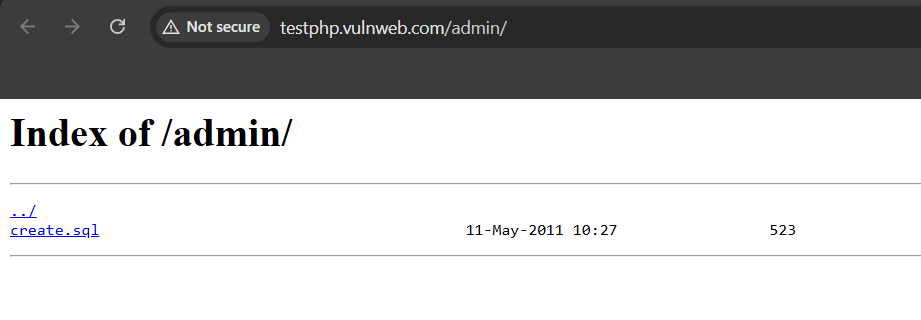 Not secure testphp.vulnweb.com/admin/
Index of /admin/
../
create.sql 11-May-2011 10:27 523